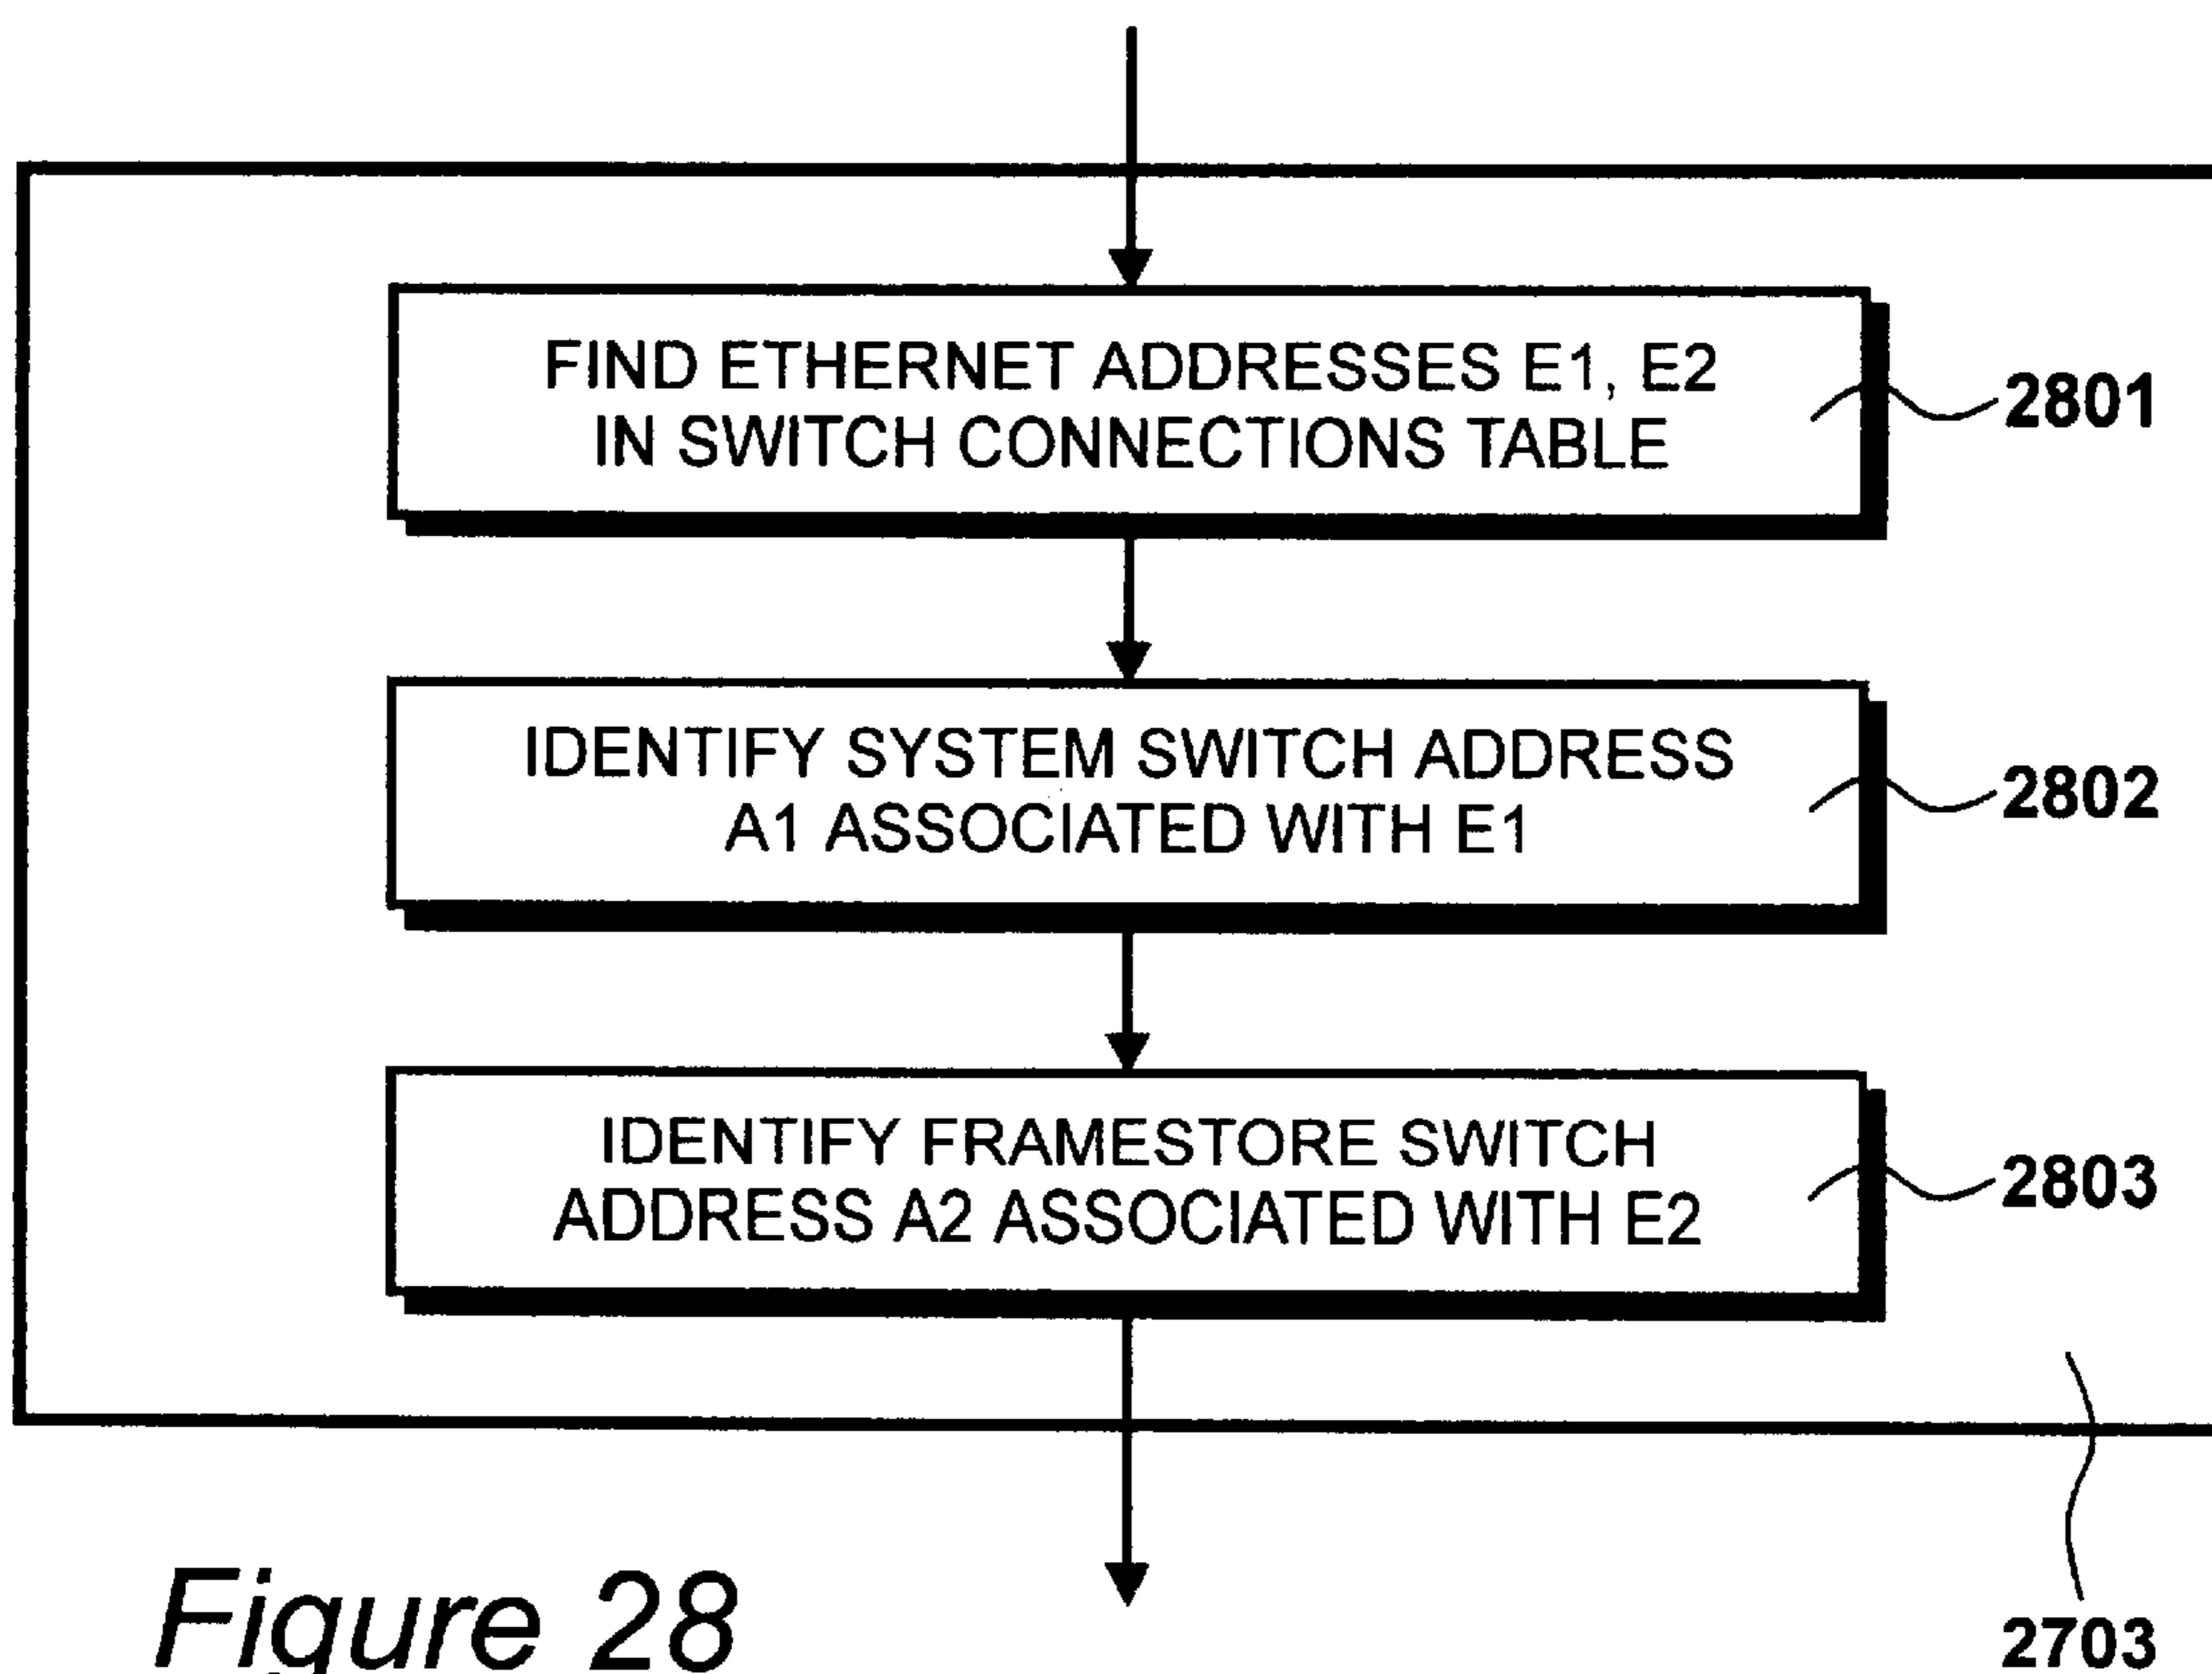 FIND ETHERNET ADDRESSES E1, E2
IN SWITCH CONNECTIONS TABLE
2801
IDENTIFY SYSTEM SWITCH ADDRESS
A1 ASSOCIATED WITH E1
2802
IDENTIFY FRAMESTORE SWITCH
ADDRESS A2 ASSOCIATED WITH E2
2803
Figure 28
2703